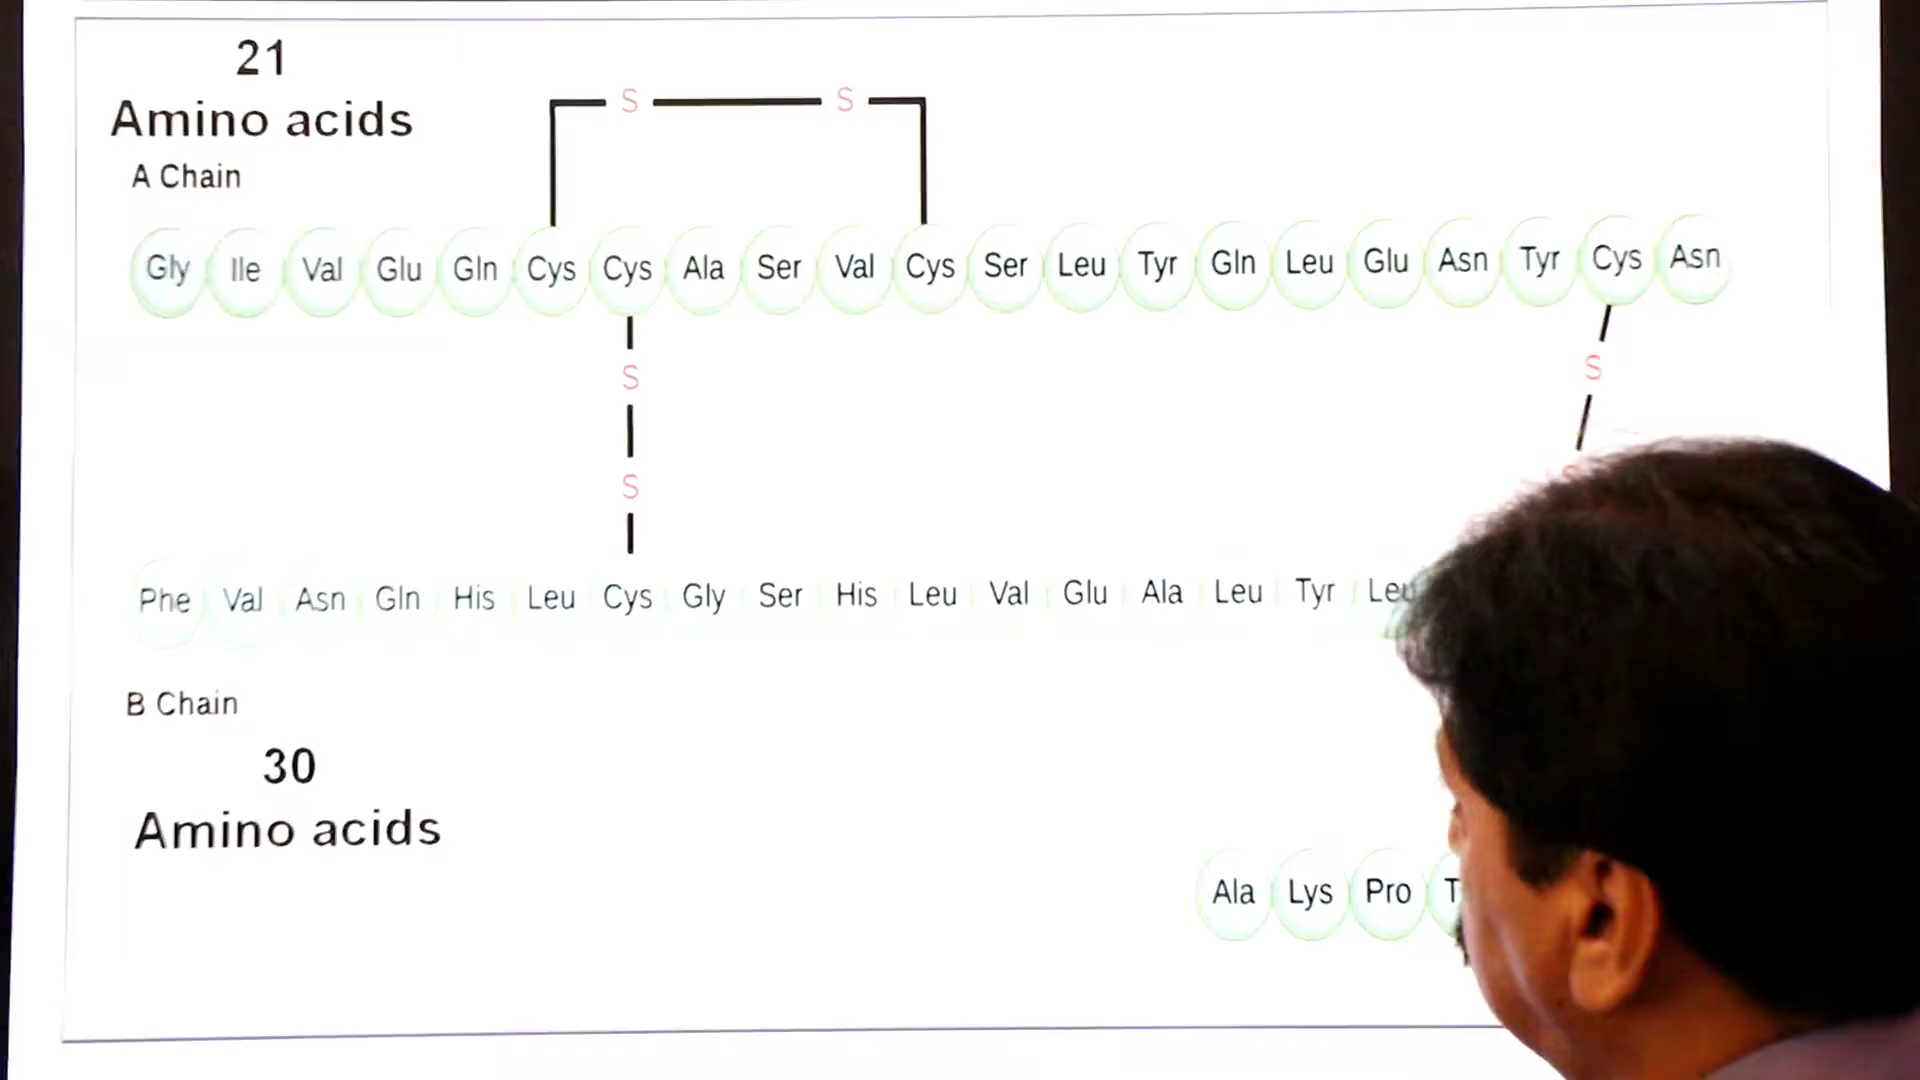 21
Amino acids
A Chain
S S
Gly Ile Val Glu Gln Cys Cys Ala Ser Val Cys Ser Leu Tyr Gln Leu Glu Asn Tyr Cys Asn
S S
S S
Phe Val Asn Gln His Leu Cys Gly Ser His Leu Val Glu Ala Leu Tyr Leu
B Chain
30
Amino acids
Ala Lys Pro T